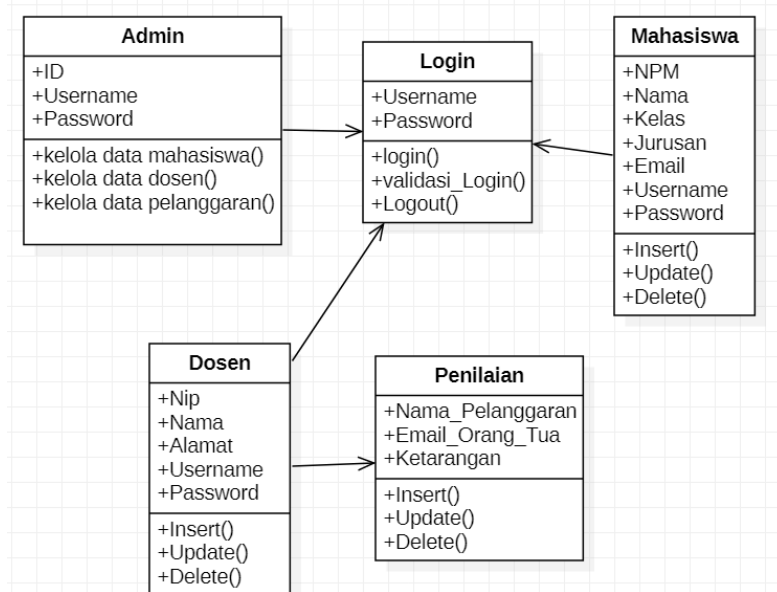 Admin
+ID
+Username
+Password
+kelola data mahasiswa()
+kelola data dosen()
+kelola data pelanggaran()
Login
+Username
+Password
+login()
+validasi_Login()
+Logout()
Mahasiswa
+NPM
+Nama
+Kelas
+Jurusan
+Email
+Username
+Password
+Insert()
+Update()
+Delete()
Dosen
+Nip
+Nama
+Alamat
+Username
+Password
+Insert()
+Update()
+Delete()
Penilaian
+Nama_Pelanggaran
+Email_Orang_Tua
+Ketarangan
+Insert()
+Update()
+Delete()